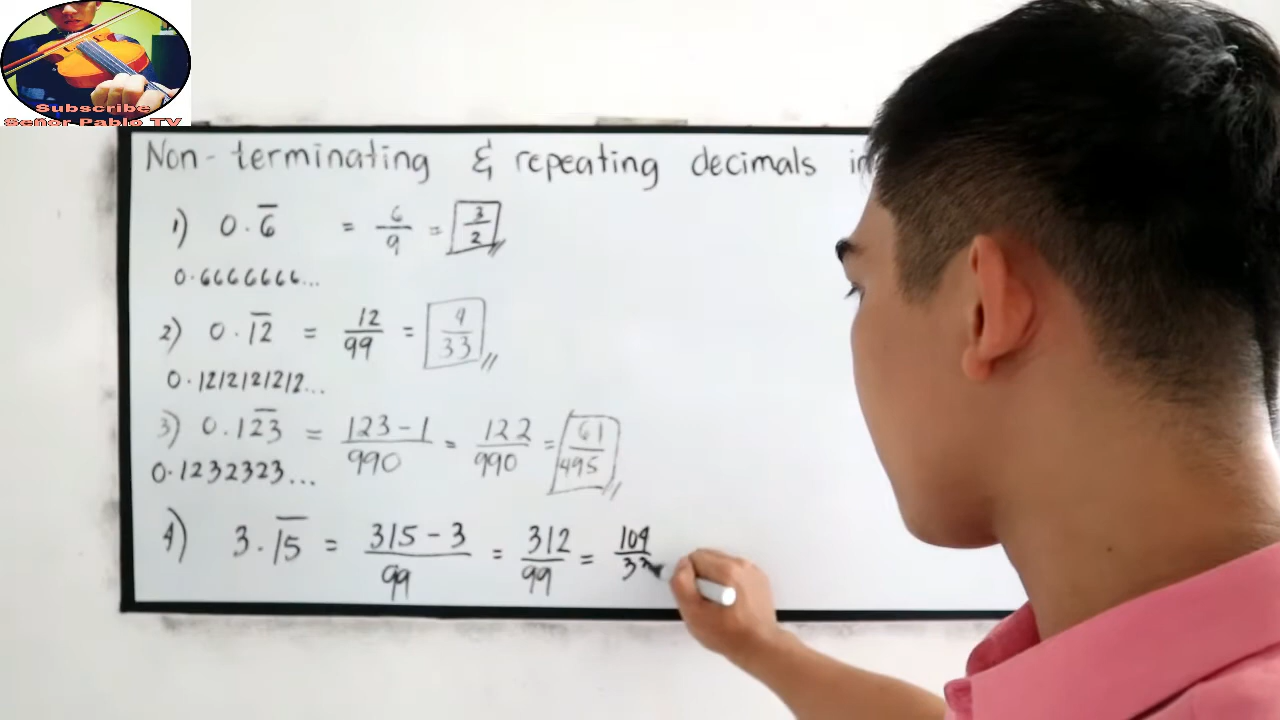 Subscribe
Señor Pablo TV
Non-terminating & repeating decimals in
1) 0.6̅ = 6/9 = 3/2
0.6666666...
2) 0.1̅2̅ = 12/99 = 4/33
0.1212121212...
3) 0.12̅3̅ = 123-1/990 = 122/990 = 61/495
0.1232323...
4) 3.1̅5̅ = 315-3/99 = 312/99 = 104/33